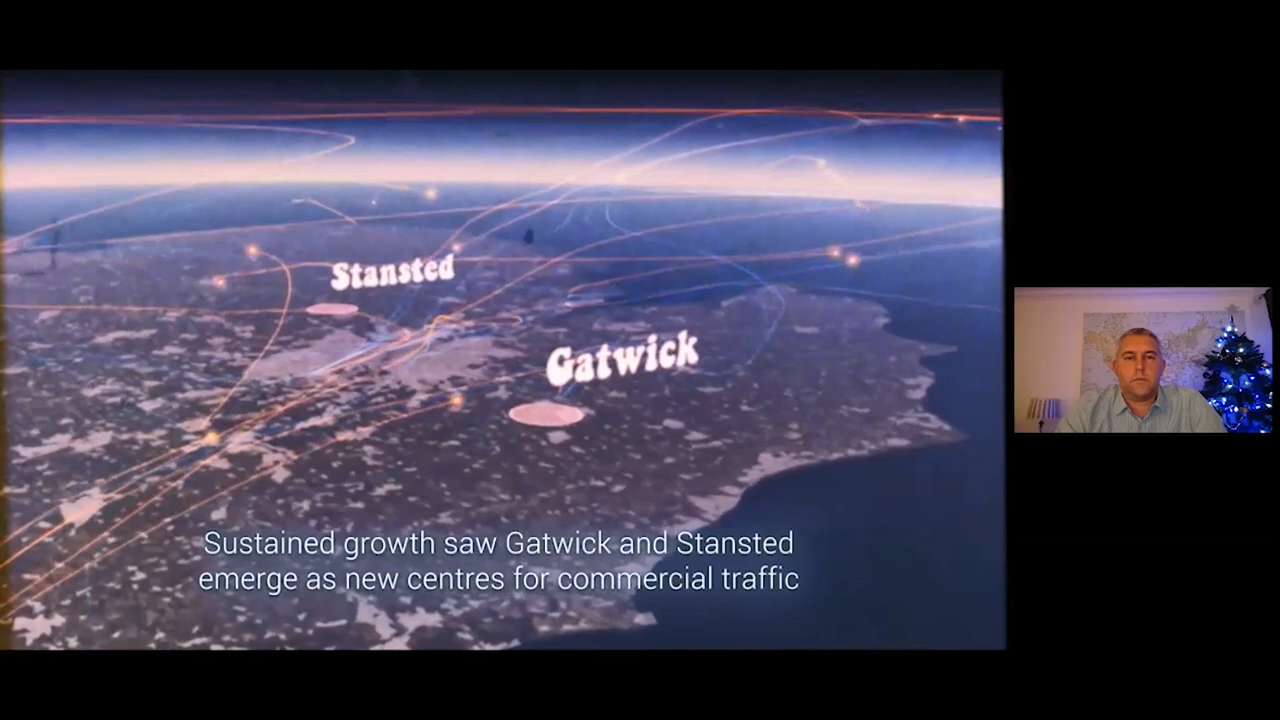 Stansted
Gatwick
Sustained growth saw Gatwick and Stansted
emerge as new centres for commercial traffic